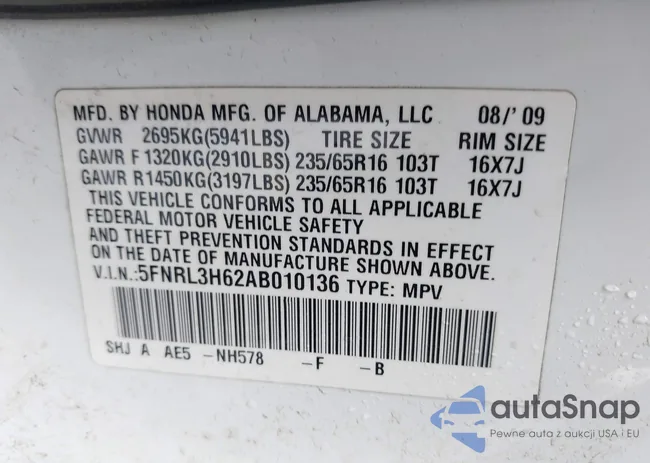 MFD. BY HONDA MFG. OF ALABAMA, LLC 08/'09
GVWR 2695KG(5941LBS) TIRE SIZE RIM SIZE
GAWR F 1320KG(2910LBS) 235/65R16 103T 16X7J
GAWR R1450KG(3197LBS) 235/65R16 103T 16X7J
THIS VEHICLE CONFORMS TO ALL APPLICABLE
FEDERAL MOTOR VEHICLE SAFETY
AND THEFT PREVENTION STANDARDS IN EFFECT
ON THE DATE OF MANUFACTURE SHOWN ABOVE.
V.I.N.:5FNRL3H62AB010136 TYPE: MPV
SHJ A AE5 -NH578 -F -B
autaSnap
Pewne auta z aukcji USA i EU